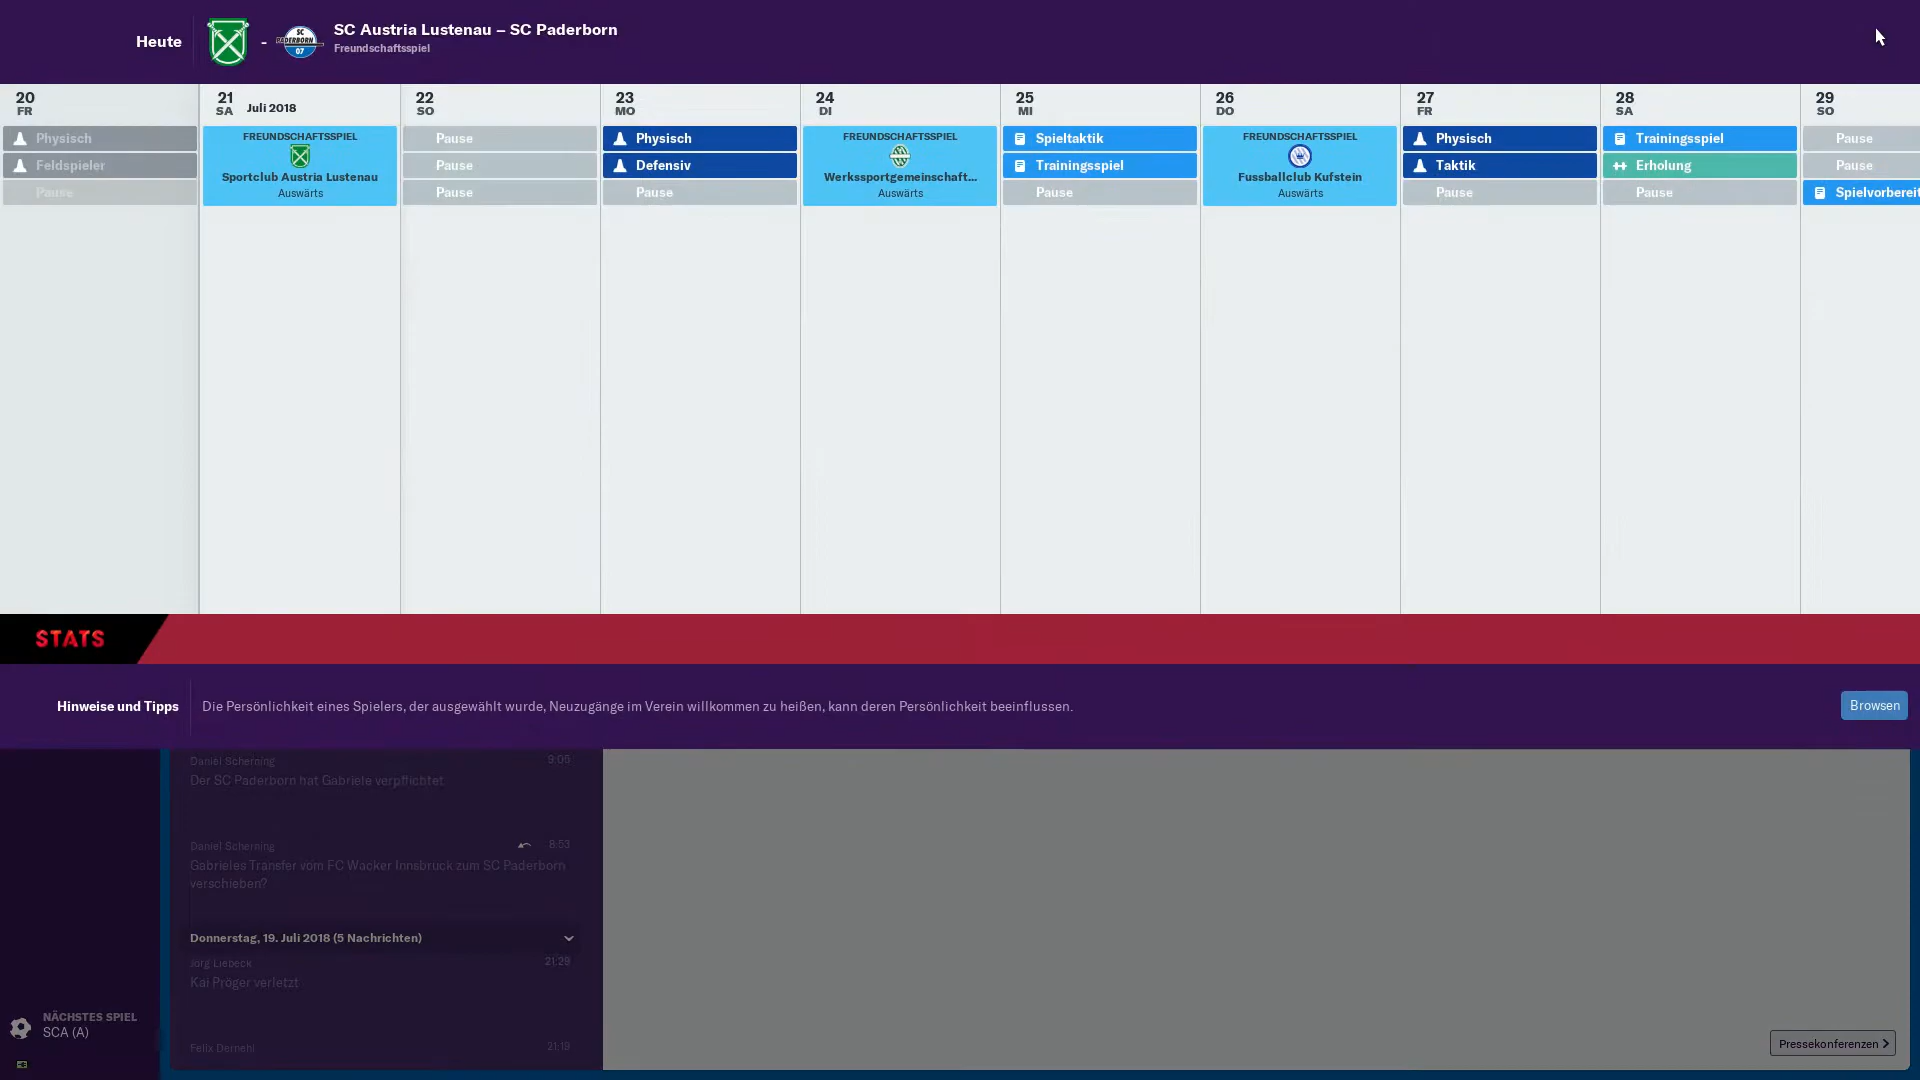 Heute
-
SC PADERBORN 07
SC Austria Lustenau – SC Paderborn
Freundschaftsspiel
20
FR
Physisch
Feldspieler
Pause
21
SA
Juli 2018
FREUNDSCHAFTSSPIEL
Sportclub Austria Lustenau
Auswärts
22
SO
Pause
Pause
Pause
23
MO
Physisch
Defensiv
Pause
24
DI
FREUNDSCHAFTSSPIEL
Werkssportgemeinschaft...
Auswärts
25
MI
Spieltaktik
Trainingsspiel
Pause
26
DO
FREUNDSCHAFTSSPIEL
Fussballclub Kufstein
Auswärts
27
FR
Physisch
Taktik
Pause
28
SA
Trainingsspiel
Erholung
Pause
29
SO
Pause
Pause
Spielvorbereit
STATS
Hinweise und Tipps
Die Persönlichkeit eines Spielers, der ausgewählt wurde, Neuzugänge im Verein willkommen zu heißen, kann deren Persönlichkeit beeinflussen.
Browsen
Daniel Scherning 9:05
Der SC Paderborn hat Gabriele verpflichtet
Daniel Scherning 8:53
Gabrieles Transfer vom FC Wacker Innsbruck zum SC Paderborn
verschieben?
Donnerstag, 19. Juli 2018 (5 Nachrichten)
Jörg Liebeck 21:29
Kai Pröger verletzt
Felix Dernehl 21:19
NÄCHSTES SPIEL
SCA (A)
Pressekonferenzen